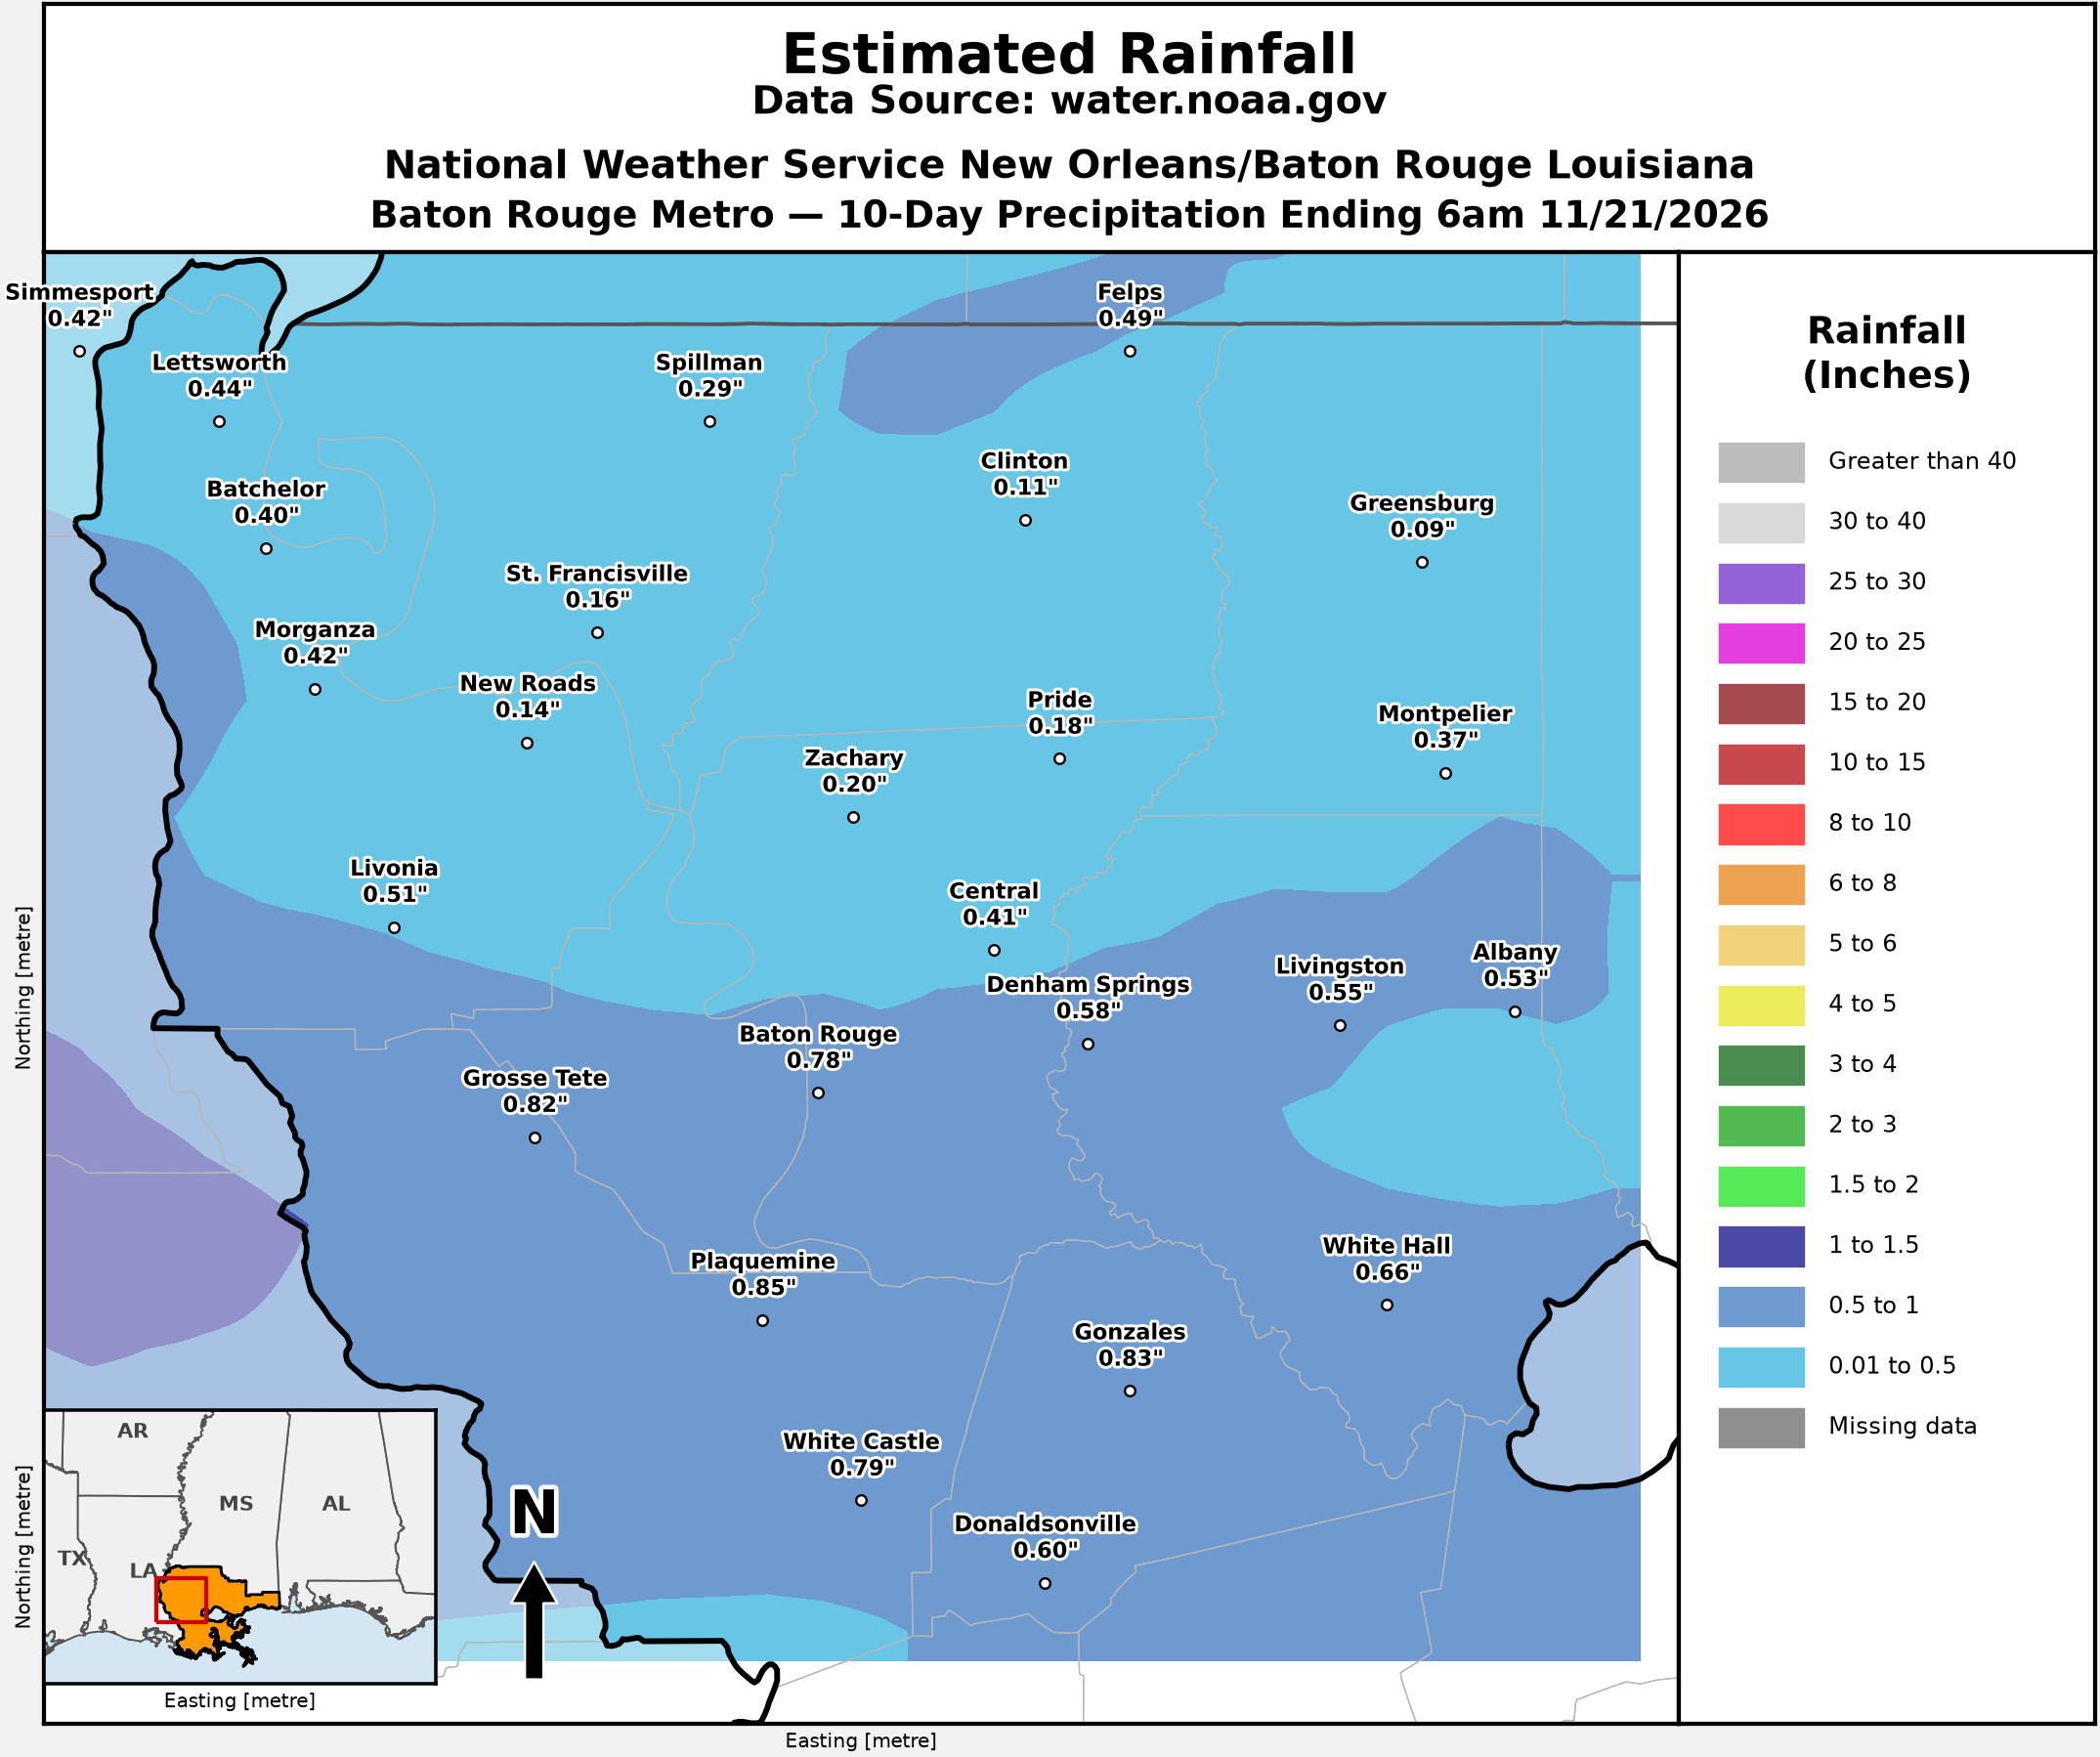 Estimated Rainfall
Data Source: water.noaa.gov
National Weather Service New Orleans/Baton Rouge Louisiana
Baton Rouge Metro — 10-Day Precipitation Ending 6am 11/21/2026
Simmesport
0.42"
Felps
0.49"
Lettsworth
0.44"
Spillman
0.29"
Clinton
0.11"
Batchelor
0.40"
Greensburg
0.09"
St. Francisville
0.16"
Morganza
0.42"
New Roads
0.14"
Pride
0.18"
Montpelier
0.37"
Zachary
0.20"
Livonia
0.51"
Central
0.41"
Albany
0.53"
Livingston
0.55"
Denham Springs
0.58"
Baton Rouge
0.78"
Grosse Tete
0.82"
White Hall
0.66"
Plaquemine
0.85"
Gonzales
0.83"
White Castle
0.79"
Donaldsonville
0.60"
N
AR
MS
AL
TX
LA
Easting [metre]
Northing [metre]
Northing [metre]
Easting [metre]
Rainfall
(Inches)
Greater than 40
30 to 40
25 to 30
20 to 25
15 to 20
10 to 15
8 to 10
6 to 8
5 to 6
4 to 5
3 to 4
2 to 3
1.5 to 2
1 to 1.5
0.5 to 1
0.01 to 0.5
Missing data